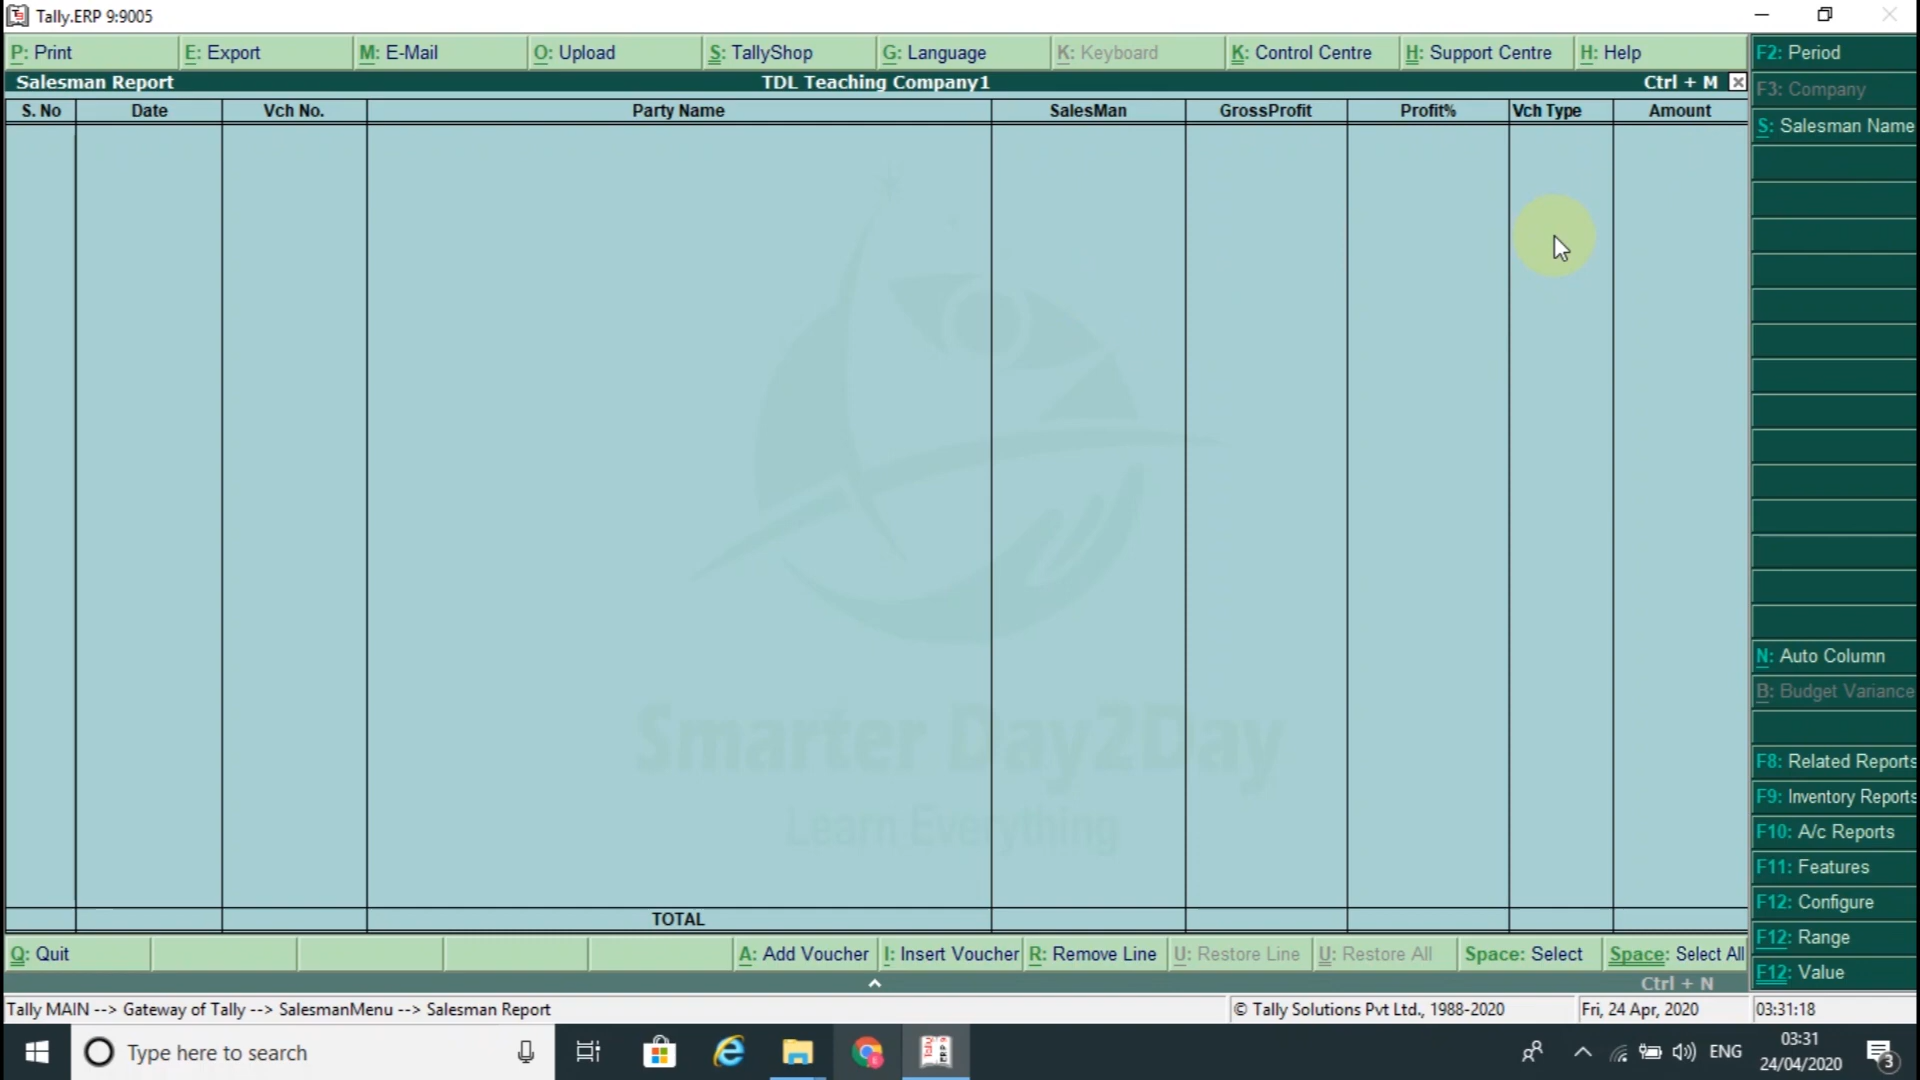 Tally.ERP 9:9005
P: Print E: Export M: E-Mail O: Upload S: TallyShop G: Language K: Keyboard K: Control Centre H: Support Centre H: Help
Salesman Report TDL Teaching Company1 Ctrl + M
S. No Date Vch No. Party Name SalesMan GrossProfit Profit% Vch Type Amount
F2: Period
F3: Company
S: Salesman Name
Smarter Day2Day
Learn Everything
N: Auto Column
B: Budget Variance
F8: Related Reports
F9: Inventory Reports
F10: A/c Reports
F11: Features
F12: Configure
F12: Range
F12: Value
TOTAL
Q: Quit A: Add Voucher I: Insert Voucher R: Remove Line U: Restore Line U: Restore All Space: Select Space: Select All
Ctrl + N
Tally MAIN --> Gateway of Tally --> SalesmanMenu --> Salesman Report © Tally Solutions Pvt Ltd., 1988-2020 Fri, 24 Apr, 2020 03:31:18
Type here to search ENG 03:31
24/04/2020 3